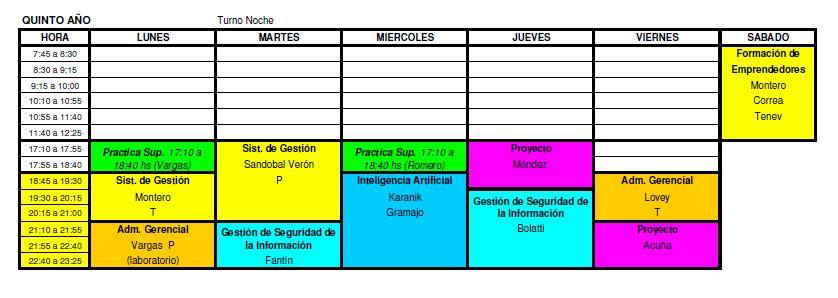 QUINTO AÑO Turno Noche
HORA LUNES MARTES MIERCOLES JUEVES VIERNES SABADO
7:45 a 8:30 Formación de
8:30 a 9:15 Emprendedores
9:15 a 10:00 Montero
10:10 a 10:55 Correa
10:55 a 11:40 Tenev
11:40 a 12:25
17:10 a 17:55 Practica Sup. 17:10 a Sist. de Gestión Practica Sup. 17:10 a Proyecto
17:55 a 18:40 18:40 hs (Vargas) Sandobal Verón 18:40 hs (Romero) Méndez
18:45 a 19:30 Sist. de Gestión P Inteligencia Artificial Adm. Gerencial
19:30 a 20:15 Montero Karanik Gestión de Seguridad de Lovey
20:15 a 21:00 T Gramajo la Información T
21:10 a 21:55 Adm. Gerencial Gestión de Seguridad de Bolatti Proyecto
21:55 a 22:40 Vargas P la Información Acuña
22:40 a 23:25 (laboratorio) Fantín